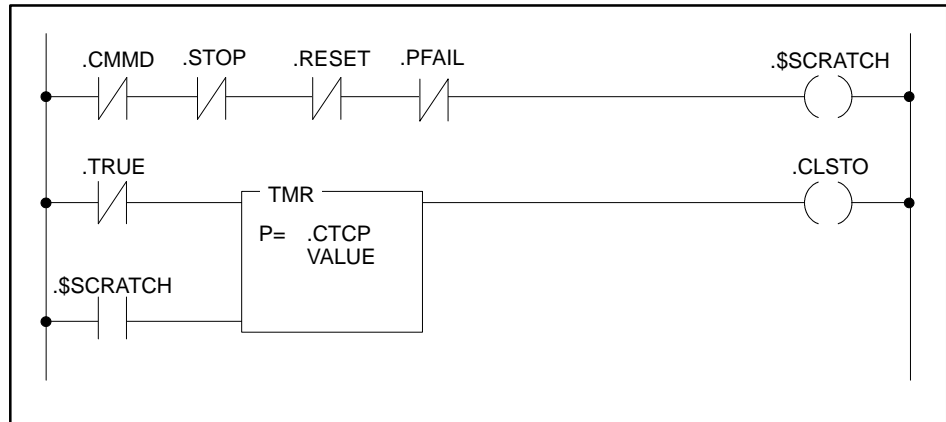 .CMMD .STOP .RESET .PFAIL .$SCRATCH
.TRUE .CLSTO
TMR
P= .CTCP
VALUE
.$SCRATCH